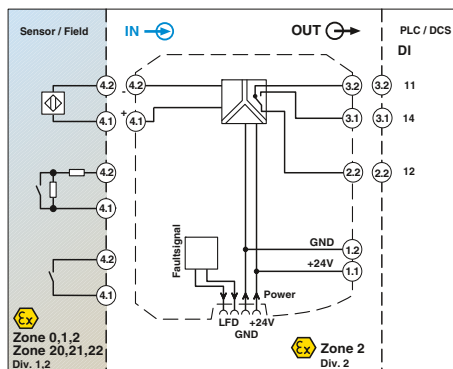 Sensor / Field
IN
OUT
PLC / DCS
DI
4.2
-
4.2
3.2
3.2
11
4.1
+
4.1
3.1
3.1
14
4.2
2.2
2.2
12
4.1
Faultsignal
GND
1.2
4.2
+24V
1.1
4.1
Power
LFD
+24V
GND
Ex
Zone 0,1,2
Zone 20,21,22
Div. 1,2
Ex
Zone 2
Div. 2